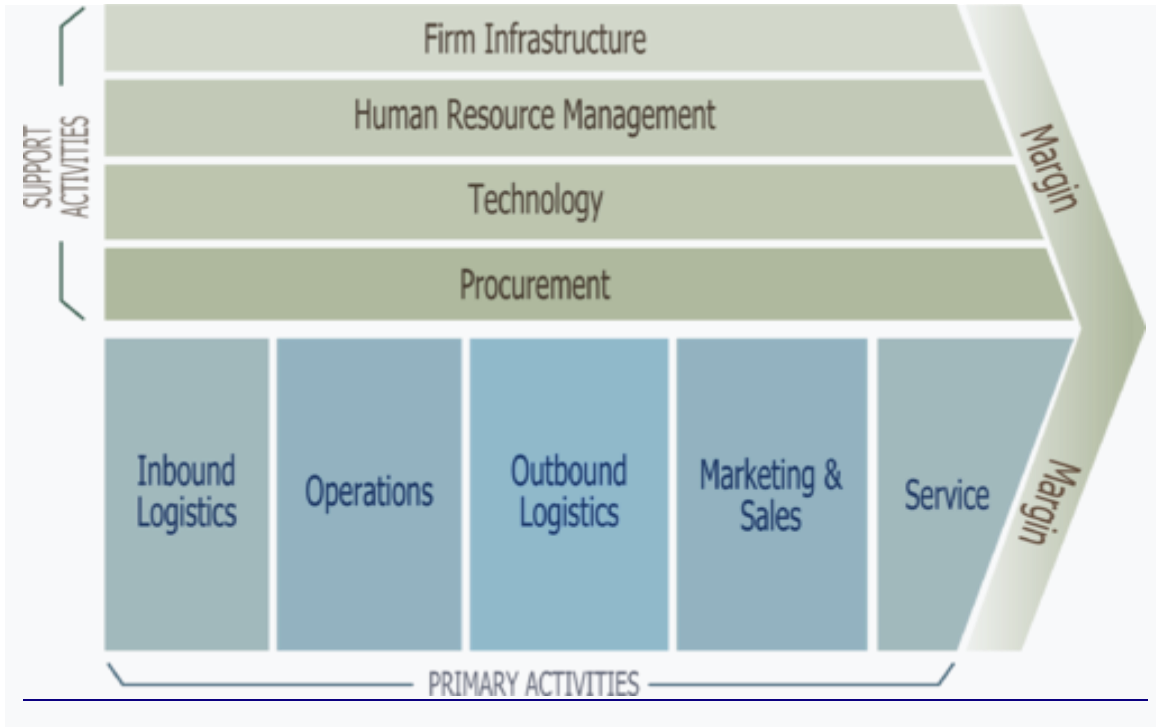 Firm Infrastructure
Human Resource Management
Technology
Procurement
SUPPORT
ACTIVITIES
Margin
Inbound
Logistics
Operations
Outbound
Logistics
Marketing &
Sales
Service
Margin
PRIMARY ACTIVITIES